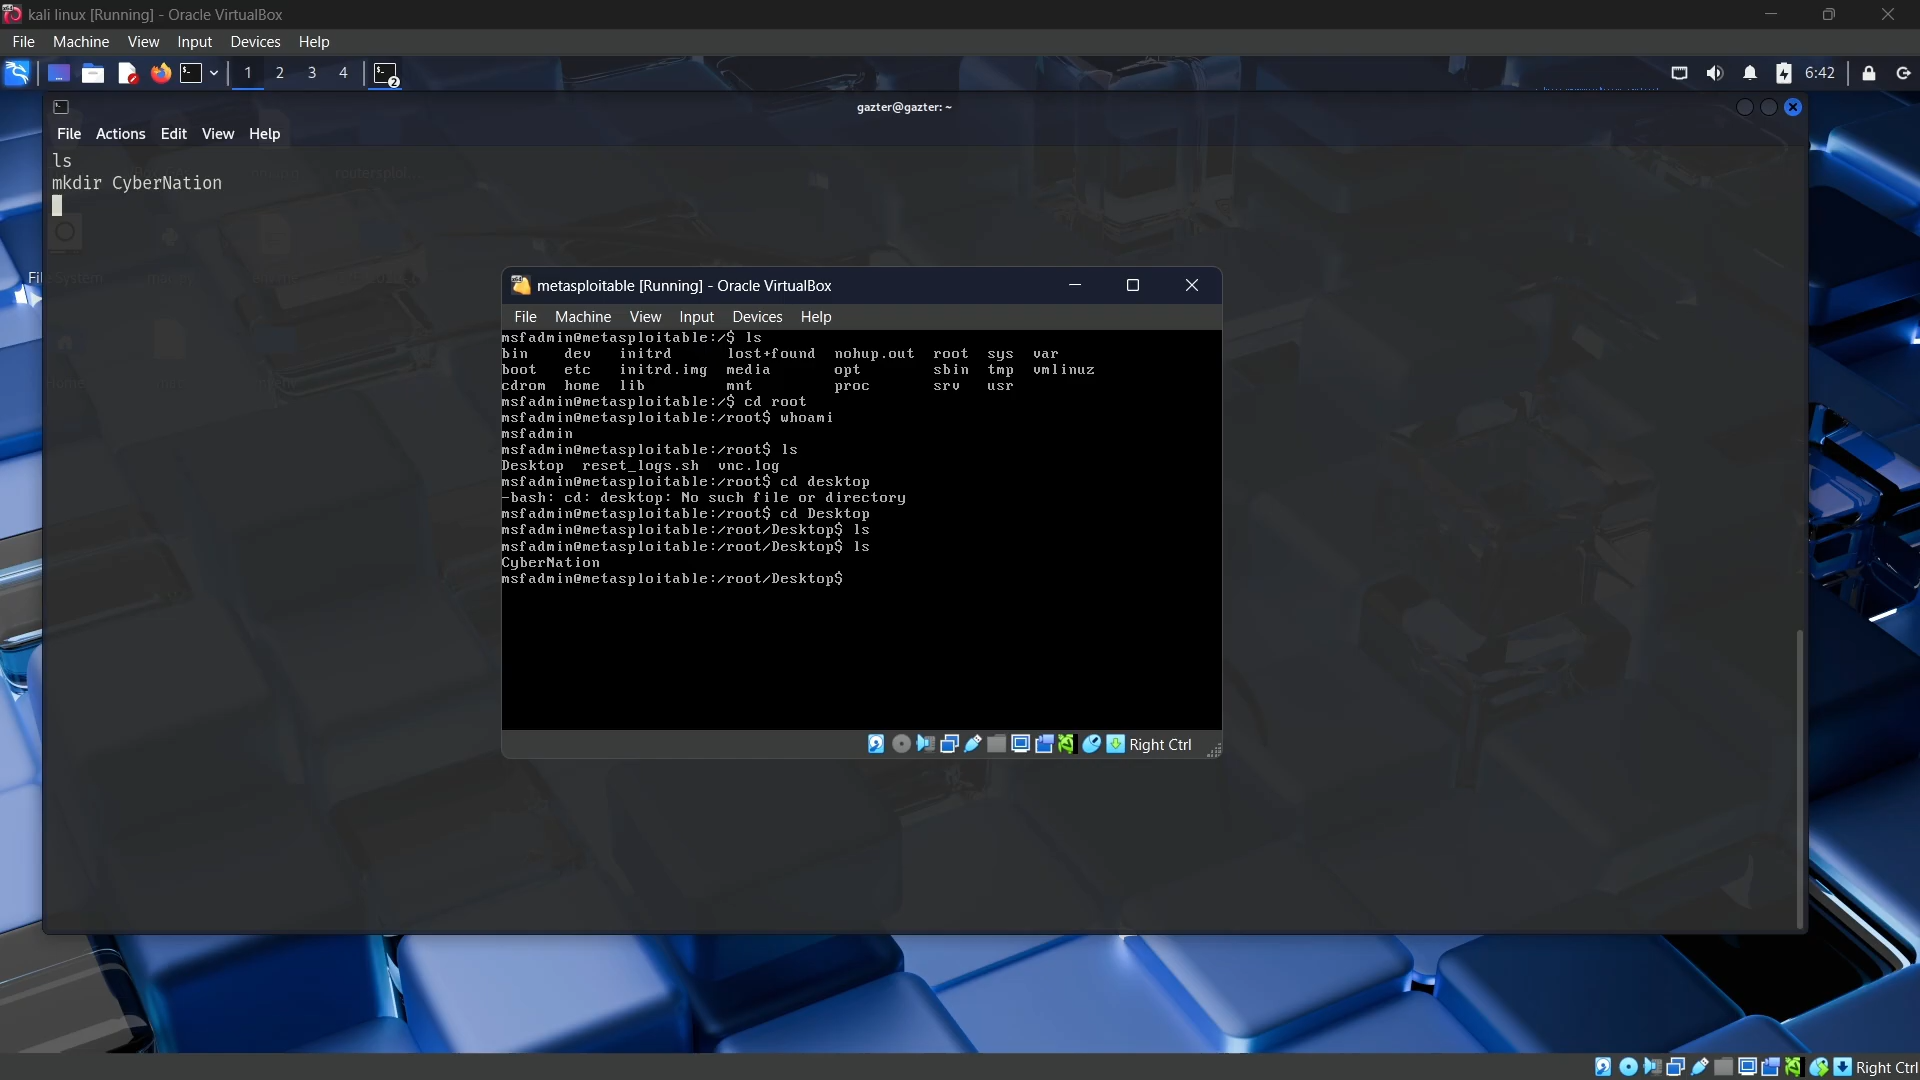 kali linux [Running] - Oracle VirtualBox
File Machine View Input Devices Help
1 2 3 4 2 6:42
gazter@gazter: ~
File Actions Edit View Help
ls
mkdir CyberNation
File System
Home
metasploitable [Running] - Oracle VirtualBox
File Machine View Input Devices Help
msfadmin@metasploitable:/$ ls
bin dev initrd lost+found nohup.out root sys var
boot etc initrd.img media opt sbin tmp vmlinuz
cdrom home lib mnt proc srv usr
msfadmin@metasploitable:/$ cd root
msfadmin@metasploitable:/root$ whoami
msfadmin
msfadmin@metasploitable:/root$ ls
Desktop reset_logs.sh vnc.log
msfadmin@metasploitable:/root$ cd desktop
-bash: cd: desktop: No such file or directory
msfadmin@metasploitable:/root$ cd Desktop
msfadmin@metasploitable:/root/Desktop$ ls
msfadmin@metasploitable:/root/Desktop$ ls
CyberNation
msfadmin@metasploitable:/root/Desktop$
Right Ctrl
Right Ctrl